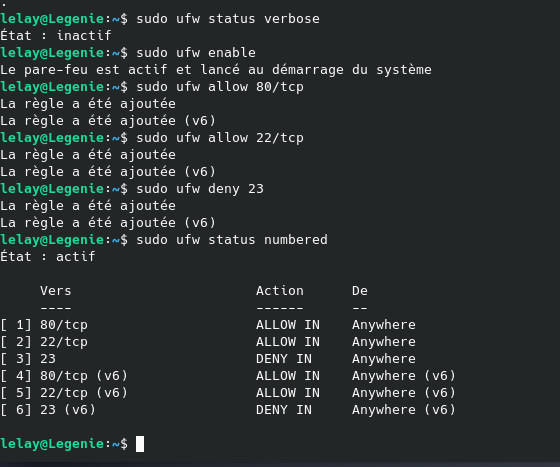 .
lelay@Legenie:~$ sudo ufw status verbose
État : inactif
lelay@Legenie:~$ sudo ufw enable
Le pare-feu est actif et lancé au démarrage du système
lelay@Legenie:~$ sudo ufw allow 80/tcp
La règle a été ajoutée
La règle a été ajoutée (v6)
lelay@Legenie:~$ sudo ufw allow 22/tcp
La règle a été ajoutée
La règle a été ajoutée (v6)
lelay@Legenie:~$ sudo ufw deny 23
La règle a été ajoutée
La règle a été ajoutée (v6)
lelay@Legenie:~$ sudo ufw status numbered
État : actif

     Vers                       Action      De
     ----                       ------      --
[ 1] 80/tcp                     ALLOW IN    Anywhere
[ 2] 22/tcp                     ALLOW IN    Anywhere
[ 3] 23                         DENY IN     Anywhere
[ 4] 80/tcp (v6)                ALLOW IN    Anywhere (v6)
[ 5] 22/tcp (v6)                ALLOW IN    Anywhere (v6)
[ 6] 23 (v6)                    DENY IN     Anywhere (v6)

lelay@Legenie:~$